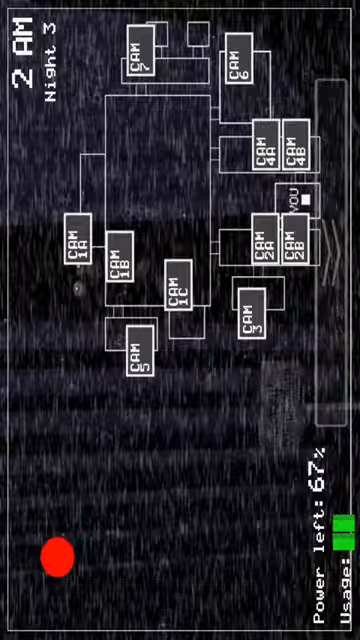 2 AM
Night 3
CAM
7
CAM
6
CAM
4A
CAM
4B
YOU
CAM
1A
CAM
1B
CAM
1C
CAM
2A
CAM
2B
CAM
3
CAM
5
Power left: 67%
Usage: